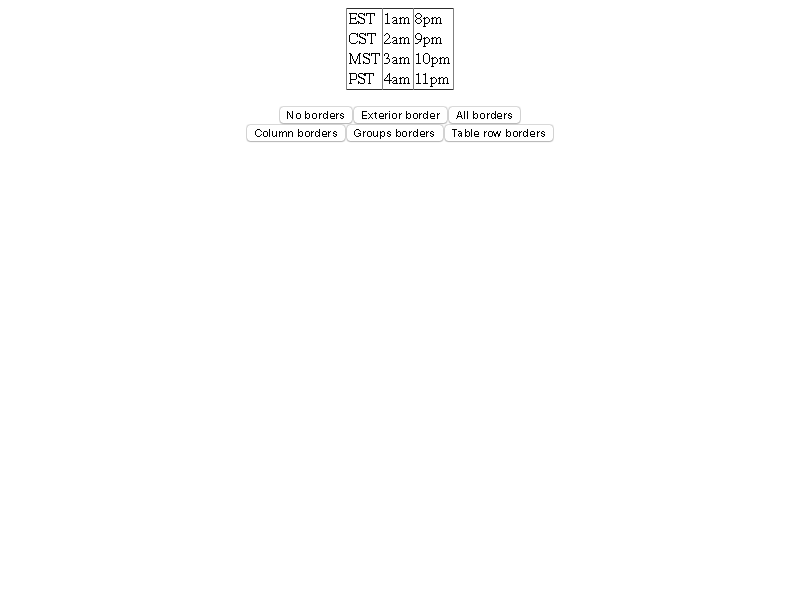 EST 1am 8pm
CST 2am 9pm
MST 3am 10pm
PST 4am 11pm
No borders Exterior border All borders
Column borders Groups borders Table row borders